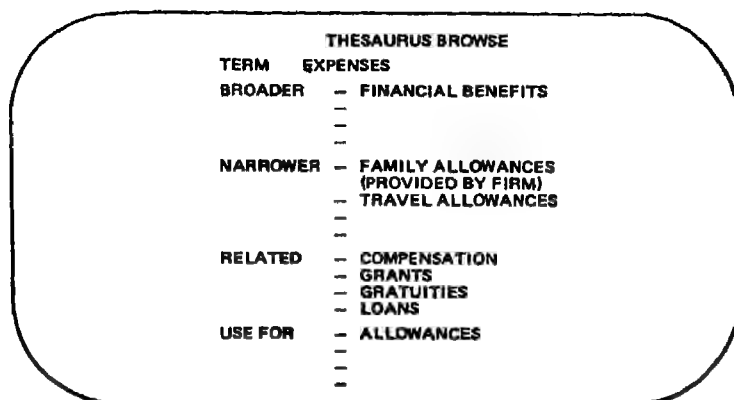 THESAURUS BROWSE
TERM EXPENSES
BROADER – FINANCIAL BENEFITS
–
–
–
NARROWER – FAMILY ALLOWANCES
(PROVIDED BY FIRM)
– TRAVEL ALLOWANCES
–
–
RELATED – COMPENSATION
– GRANTS
– GRATUITIES
– LOANS
USE FOR – ALLOWANCES
–
–
–